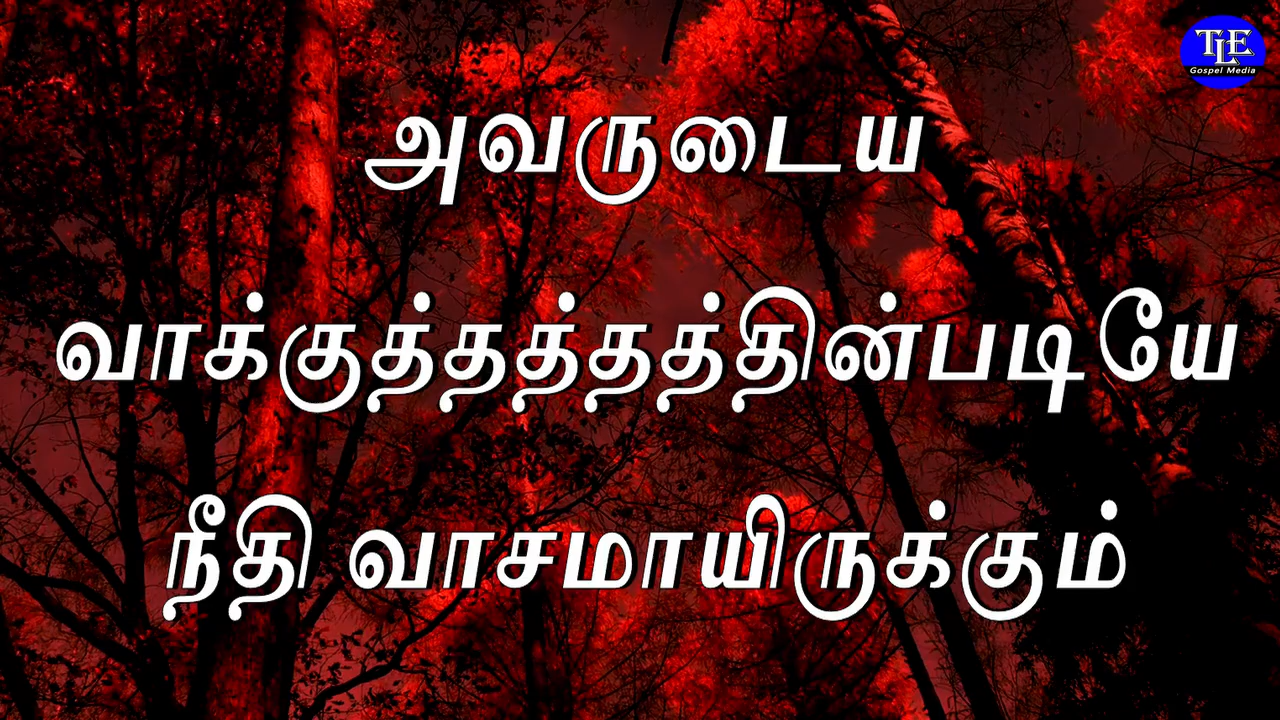 TLE
Gospel Media
அவருடைய
வாக்குத்தத்தத்தின்படியே
நீதி வாசமாயிருக்கும்